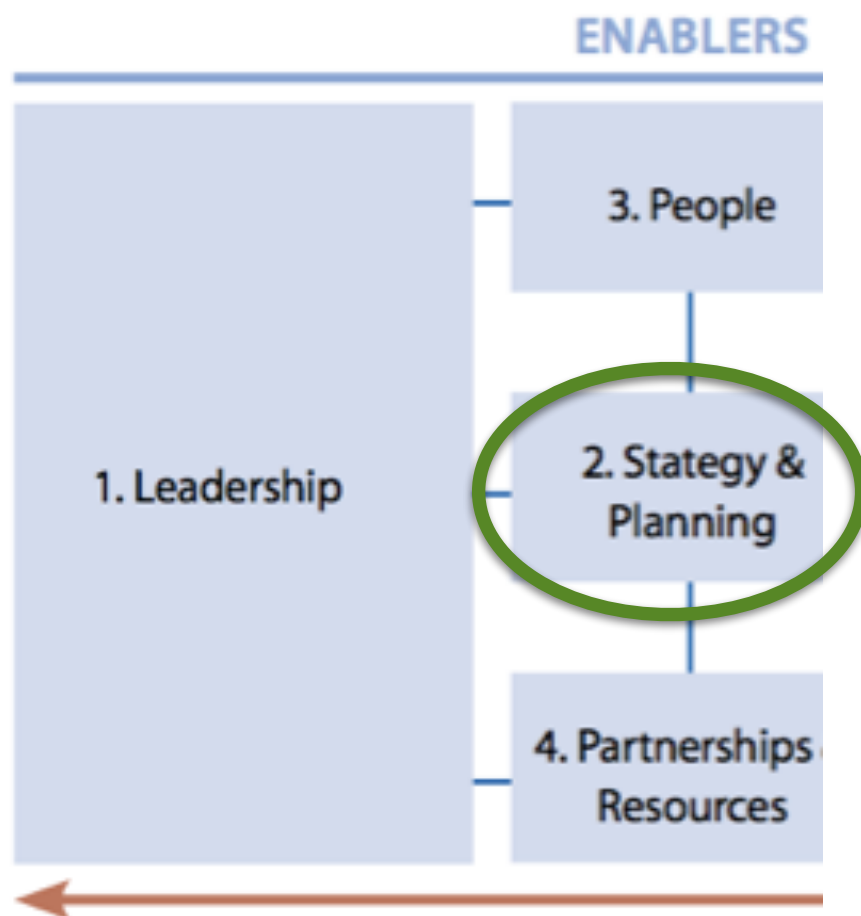 ENABLERS
3. People
1. Leadership
2. Stategy &
Planning
4. Partnerships
Resources